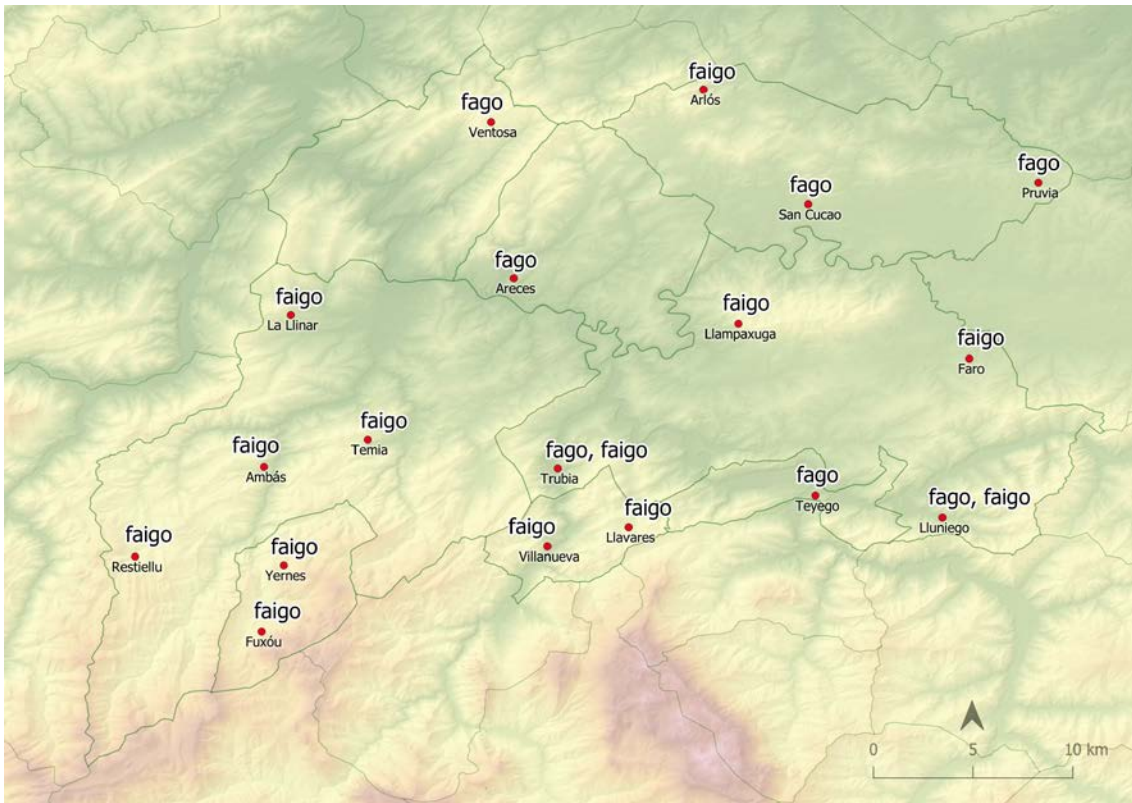 faigo
Arlós
fago
Ventosa
fago
Pruvia
fago
San Cucao
fago
Areces
faigo
La Llinar
faigo
Llampaxuga
faigo
Faro
faigo
Temia
faigo
Ambás
fago, faigo
Trubia
fago
Teyego
fago, faigo
Lluniego
faigo
Llavares
faigo
Villanueva
faigo
Restiellu
faigo
Yernes
faigo
Fuxóu
0 5 10 km